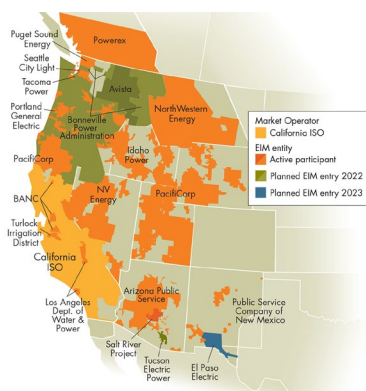 Puget Sound
Energy
Powerex
Seattle
City Light
Tacoma
Power
Avista
Portland
General
Electric
NorthWestern
Energy
Bonneville
Power
Administration
Idaho
Power
PacifiCorp
BANC
NV
Energy
PacifiCorp
Turlock
Irrigation
District
California
ISO
Los Angeles
Dept. of
Water &
Power
Arizona Public
Service
Public Service
Company of
New Mexico
Salt River
Project
Tucson
Electric
Power
El Paso
Electric
Market Operator
California ISO
EIM entity
Active participant
Planned EIM entry 2022
Planned EIM entry 2023